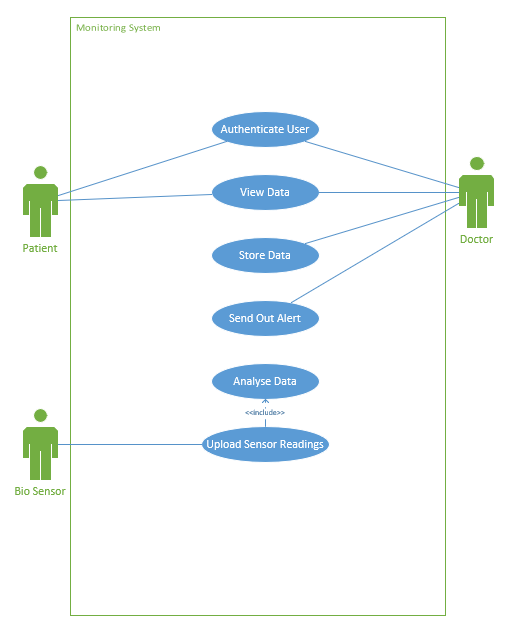 Monitoring System
Authenticate User
View Data
Patient
Doctor
Store Data
Send Out Alert
Analyse Data
<<include>>
Upload Sensor Readings
Bio Sensor